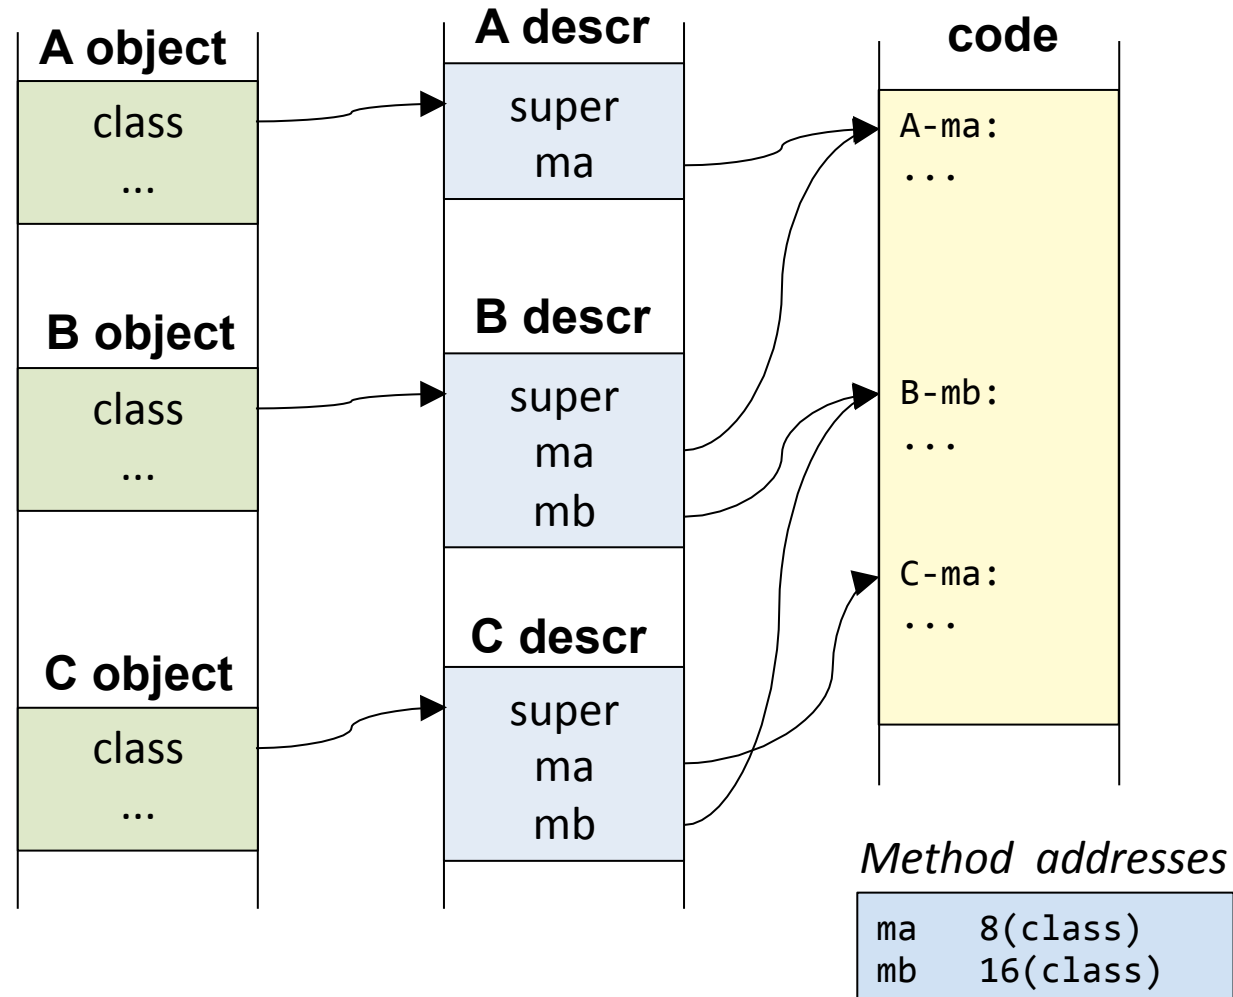 A object
class
...
B object
class
...
C object
class
...
A descr
super
ma
B descr
super
ma
mb
C descr
super
ma
mb
code
A-ma:
...
B-mb:
...
C-ma:
...
Method addresses
ma 8(class)
mb 16(class)